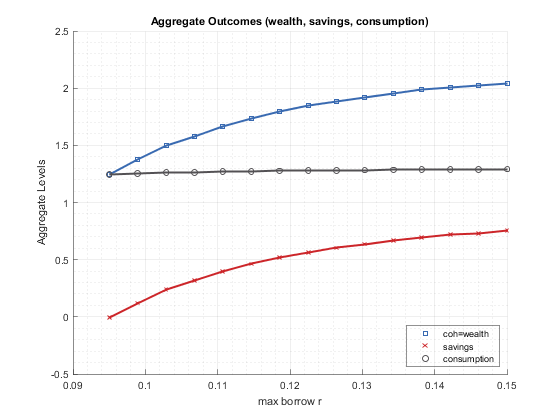 Aggregate Outcomes (wealth, savings, consumption)
2.5
2
1.5
1
0.5
0
-0.5
Aggregate Levels
0.09
0.1
0.11
0.12
0.13
0.14
0.15
max borrow r
coh=wealth
savings
consumption